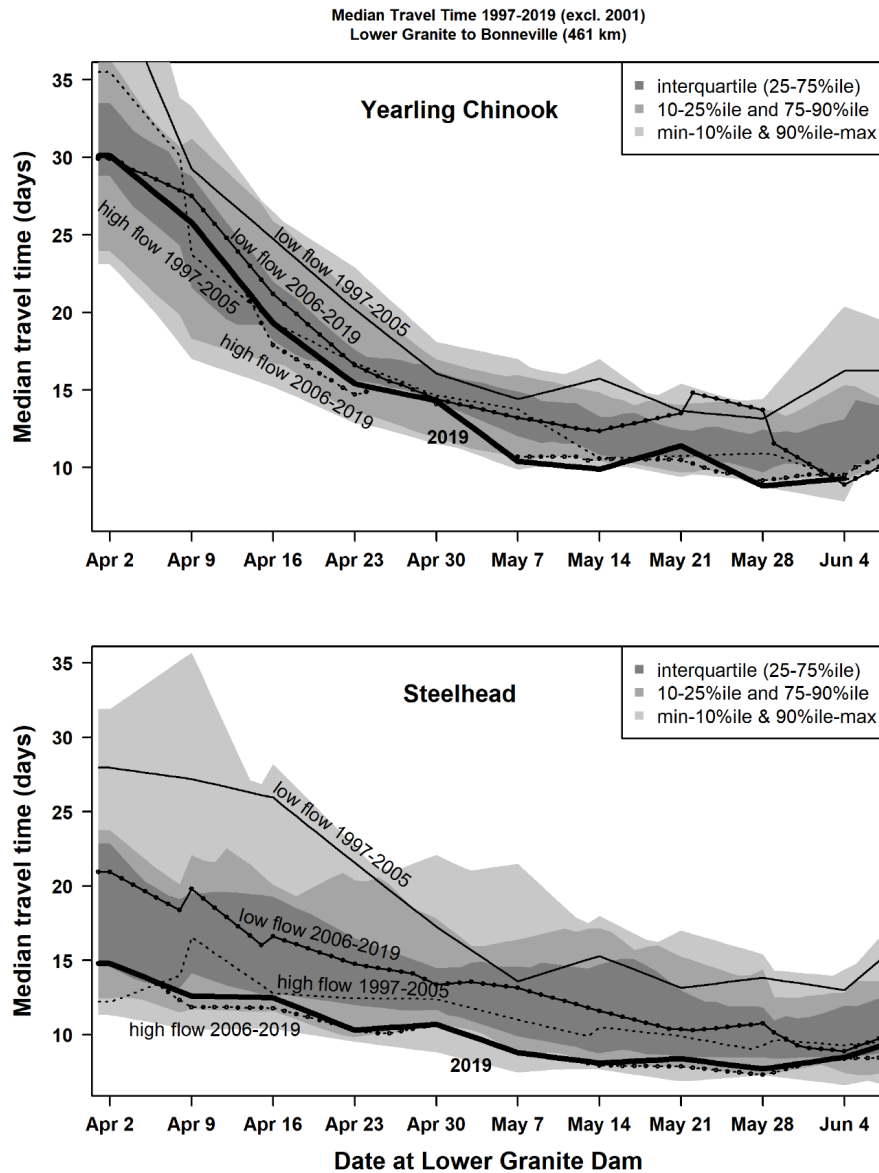 Median Travel Time 1997-2019 (excl. 2001)
Lower Granite to Bonneville (461 km)
Yearling Chinook
interquartile (25-75%ile)
10-25%ile and 75-90%ile
min-10%ile & 90%ile-max
Median travel time (days)
35
30
25
20
15
10
low flow 1997-2005
low flow 2006-2019
high flow 1997-2005
high flow 2006-2019
2019
Apr 2 Apr 9 Apr 16 Apr 23 Apr 30 May 7 May 14 May 21 May 28 Jun 4
Steelhead
interquartile (25-75%ile)
10-25%ile and 75-90%ile
min-10%ile & 90%ile-max
Median travel time (days)
35
30
25
20
15
10
low flow 1997-2005
low flow 2006-2019
high flow 1997-2005
high flow 2006-2019
2019
Apr 2 Apr 9 Apr 16 Apr 23 Apr 30 May 7 May 14 May 21 May 28 Jun 4
Date at Lower Granite Dam